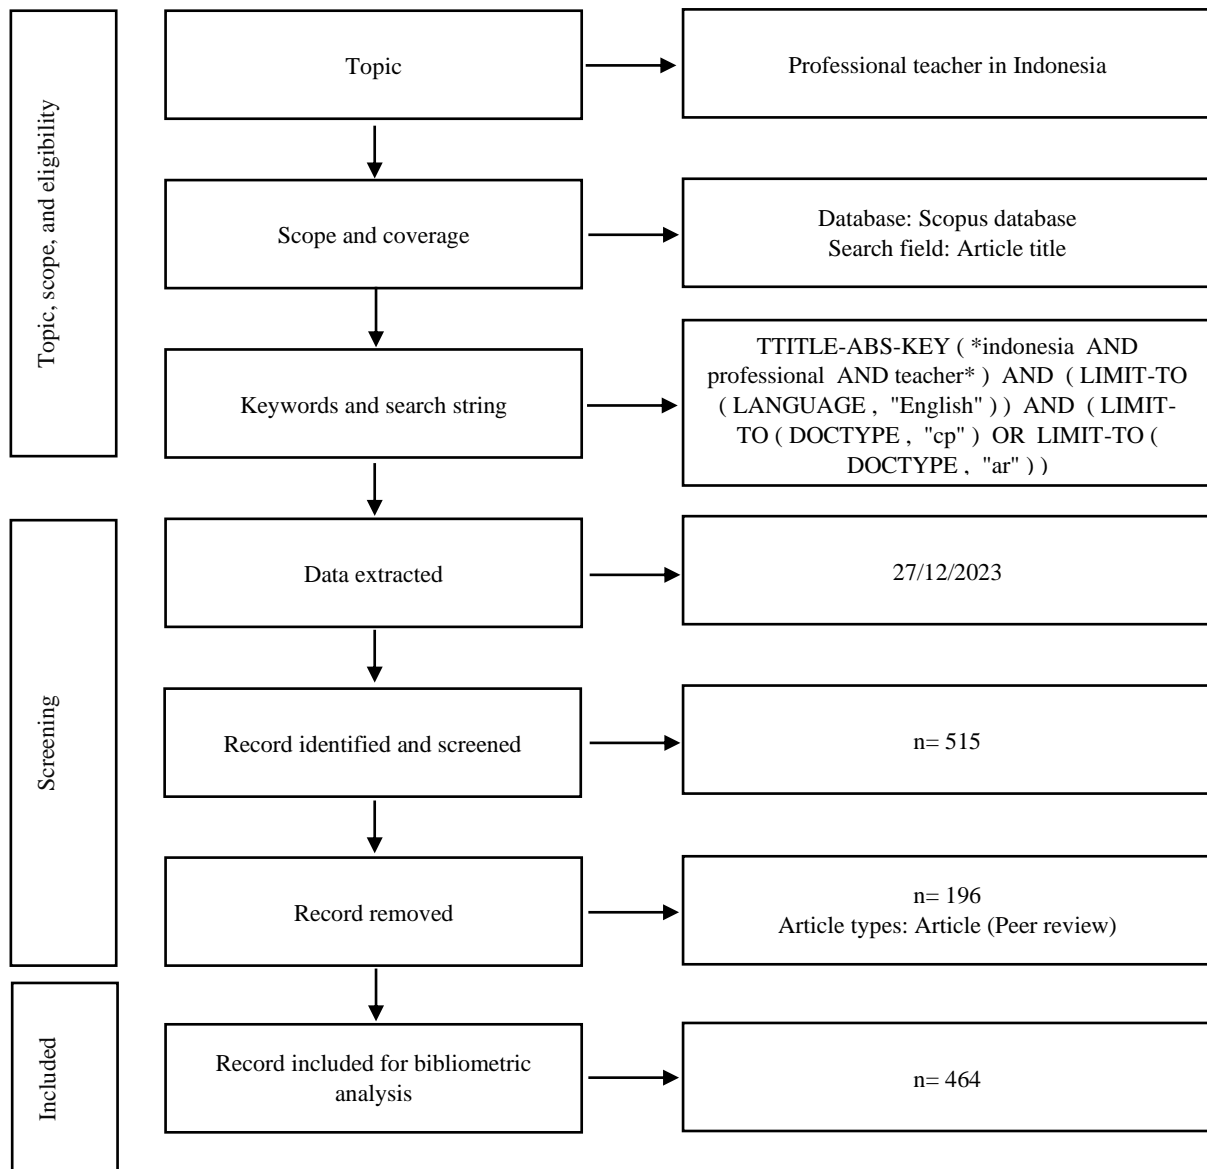 Topic, scope, and eligibility
Topic
Professional teacher in Indonesia
Scope and coverage
Database: Scopus database
Search field: Article title
Keywords and search string
TTITLE-ABS-KEY ( *indonesia AND
professional AND teacher* ) AND ( LIMIT-TO
( LANGUAGE , "English" ) ) AND ( LIMIT-
TO ( DOCTYPE , "cp" ) OR LIMIT-TO (
DOCTYPE , "ar" ) )
Screening
Data extracted
27/12/2023
Record identified and screened
n= 515
Record removed
n= 196
Article types: Article (Peer review)
Included
Record included for bibliometric
analysis
n= 464